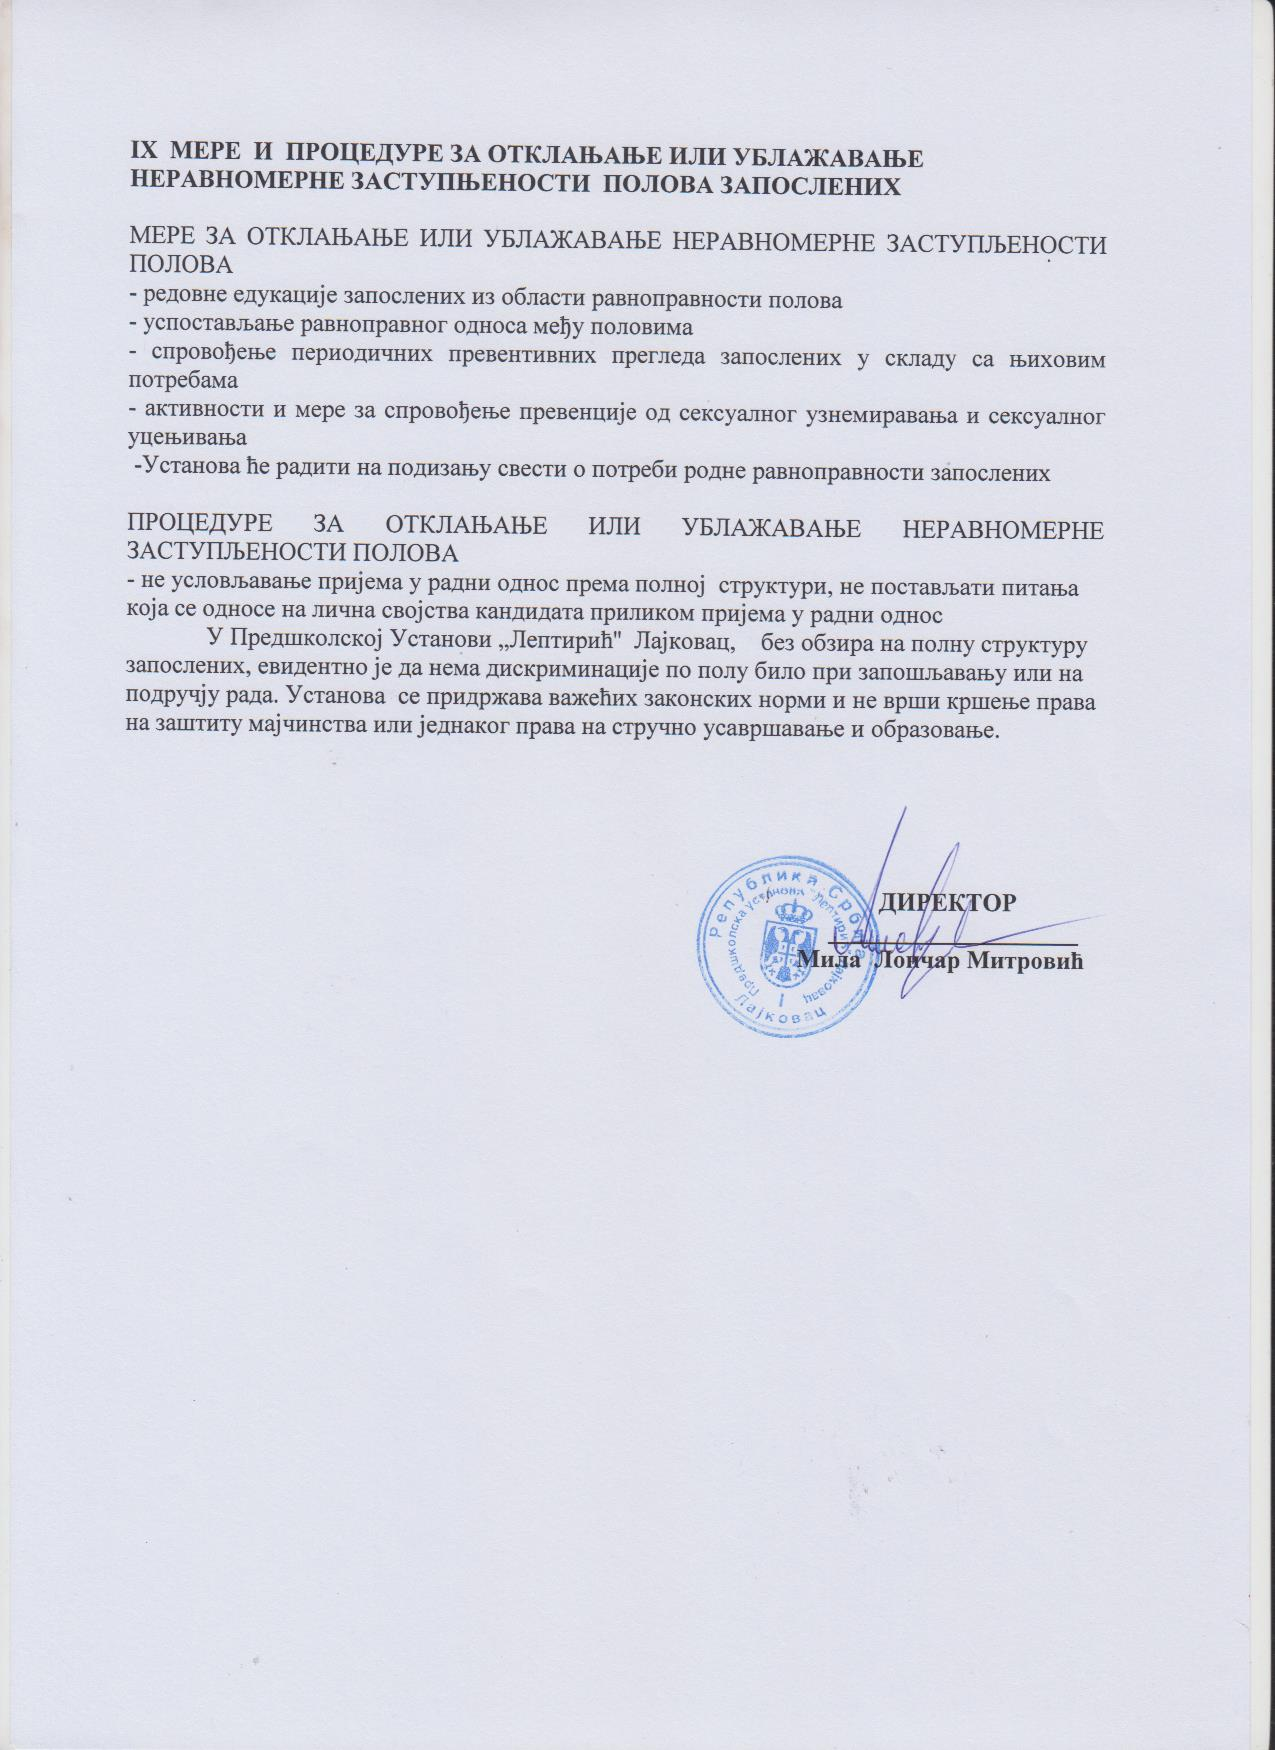 IX МЕРЕ И ПРОЦЕДУРЕ ЗА ОТКЛАЊАЊЕ ИЛИ УБЛАЖАВАЊЕ
НЕРАВНОМЕРНЕ ЗАСТУПЊЕНОСТИ ПОЛОВА ЗАПОСЛЕНИХ
МЕРЕ ЗА ОТКЛАЊАЊЕ ИЛИ УБЛАЖАВАЊЕ НЕРАВНОМЕРНЕ ЗАСТУПЉЕНОСТИ
ПОЛОВА
- редовне едукације запослених из области равноправности полова
- успостављање равноправног односа међу половима
- спровођење периодичних превентивних прегледа запослених у складу са њиховим
потребама
- активности и мере за спровођење превенције од сексуалног узнемиравања и сексуалног
уцењивања
-Установа ће радити на подизању свести о потреби родне равноправности запослених
ПРОЦЕДУРЕ ЗА ОТКЛАЊАЊЕ ИЛИ УБЛАЖАВАЊЕ НЕРАВНОМЕРНЕ
ЗАСТУПЉЕНОСТИ ПОЛОВА
- не условљавање пријема у радни однос према полној структури, не постављати питања
која се односе на лична својства кандидата приликом пријема у радни однос
У Предшколској Установи „Лептирић" Лајковац, без обзира на полну структуру
запослених, евидентно је да нема дискриминације по полу било при запошљавању или на
подручју рада. Установа се придржава важећих законских норми и не врши кршење права
на заштиту мајчинства или једнаког права на стручно усавршавање и образовање.
ДИРЕКТОР
Мила Лончар Митровић
Република Србија
Предшколска установа "Лептирић" Лајковац
I
Лајковац